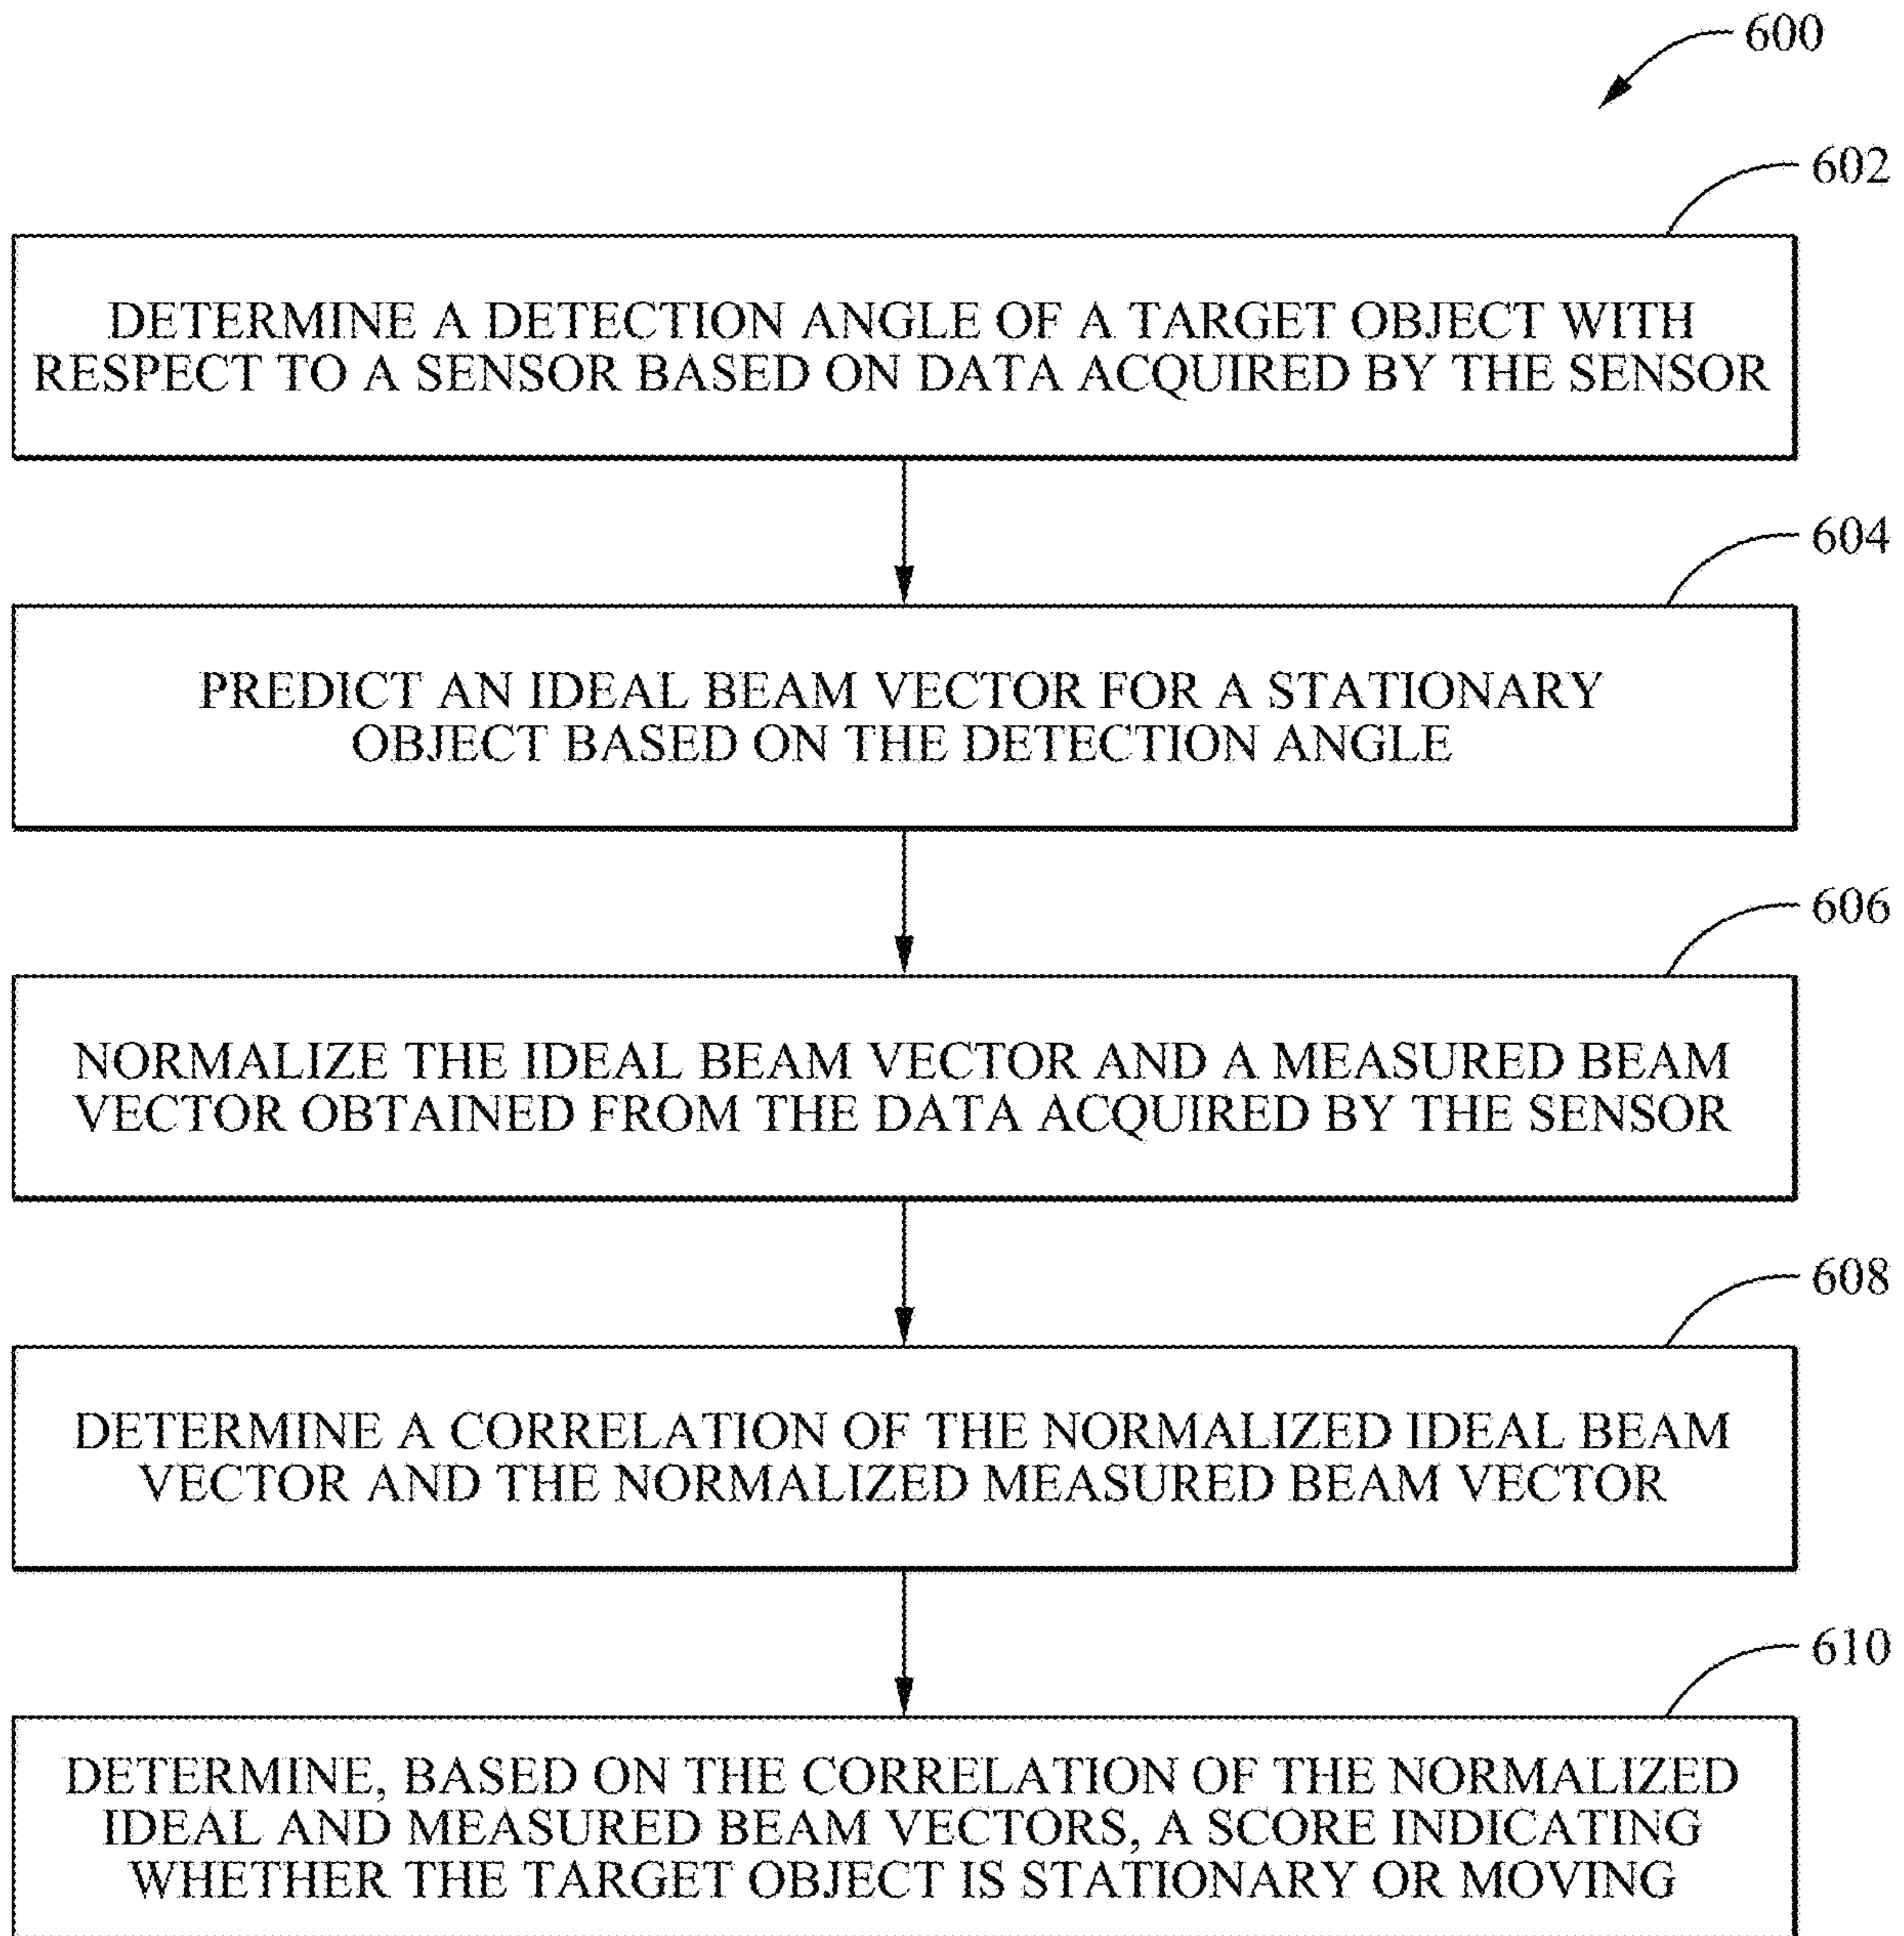 600
602
DETERMINE A DETECTION ANGLE OF A TARGET OBJECT WITH
RESPECT TO A SENSOR BASED ON DATA ACQUIRED BY THE SENSOR
604
PREDICT AN IDEAL BEAM VECTOR FOR A STATIONARY
OBJECT BASED ON THE DETECTION ANGLE
606
NORMALIZE THE IDEAL BEAM VECTOR AND A MEASURED BEAM
VECTOR OBTAINED FROM THE DATA ACQUIRED BY THE SENSOR
608
DETERMINE A CORRELATION OF THE NORMALIZED IDEAL BEAM
VECTOR AND THE NORMALIZED MEASURED BEAM VECTOR
610
DETERMINE, BASED ON THE CORRELATION OF THE NORMALIZED
IDEAL AND MEASURED BEAM VECTORS, A SCORE INDICATING
WHETHER THE TARGET OBJECT IS STATIONARY OR MOVING